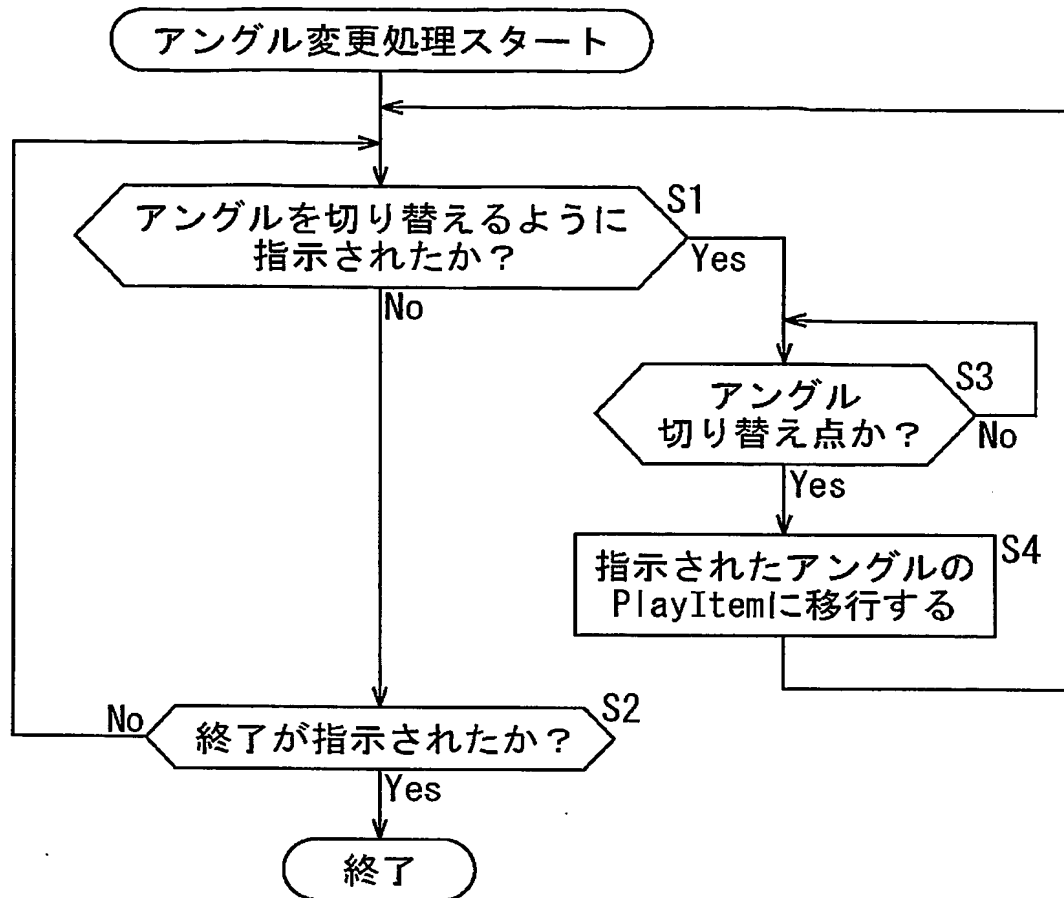 アングル変更処理スタート
アングルを切り替えるように
指示されたか？
S1
Yes
No
アングル
切り替え点か？
S3
No
Yes
指示されたアングルの
PlayItemに移行する
S4
終了が指示されたか？
S2
No
Yes
終了